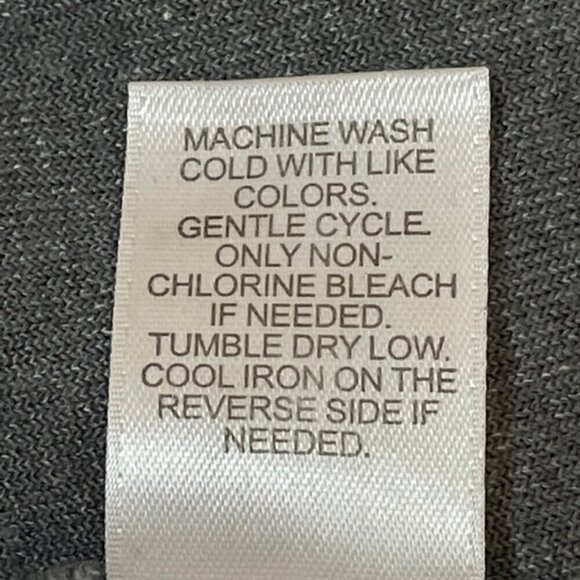 MACHINE WASH
COLD WITH LIKE
COLORS.
GENTLE CYCLE.
ONLY NON-
CHLORINE BLEACH
IF NEEDED.
TUMBLE DRY LOW.
COOL IRON ON THE
REVERSE SIDE IF
NEEDED.